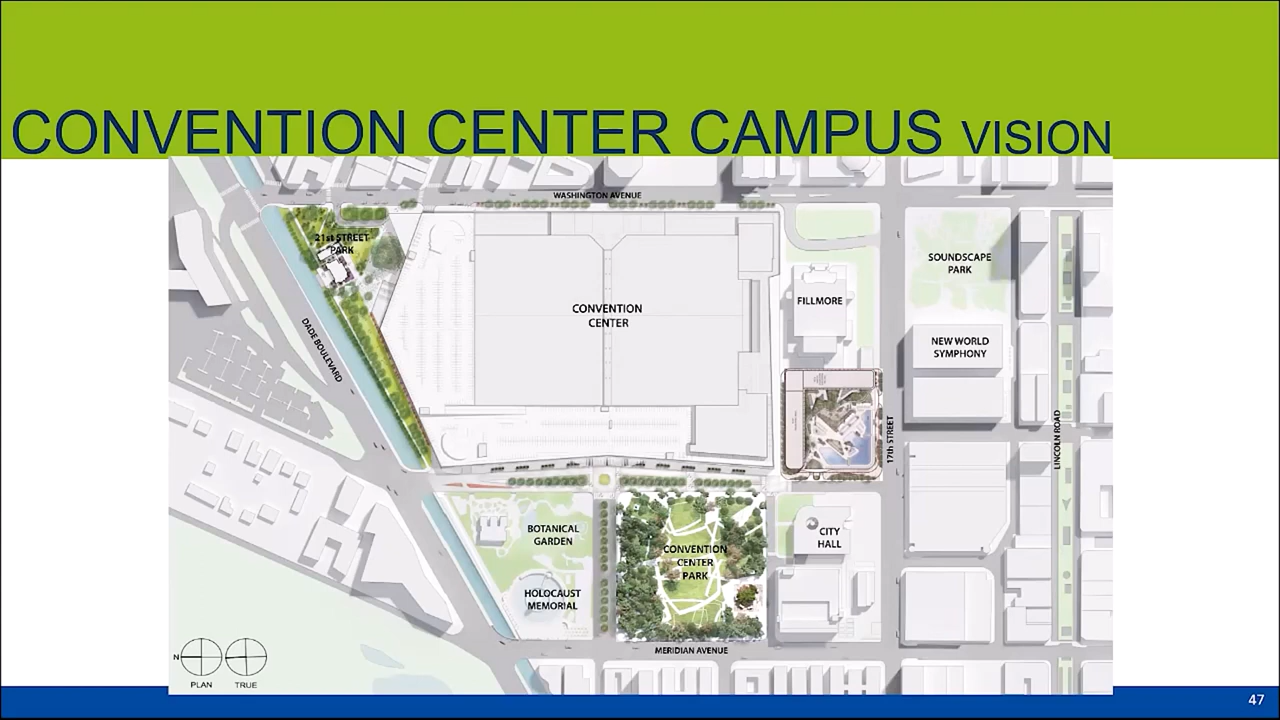 CONVENTION CENTER CAMPUS VISION
WASHINGTON AVENUE
21st STREET
PARK
SOUNDSCAPE
PARK
FILLMORE
CONVENTION
CENTER
DADE BOULEVARD
NEW WORLD
SYMPHONY
17th STREET
LINCOLN ROAD
BOTANICAL
GARDEN
CITY
HALL
CONVENTION
CENTER
PARK
HOLOCAUST
MEMORIAL
MERIDIAN AVENUE
N
PLAN
TRUE
47